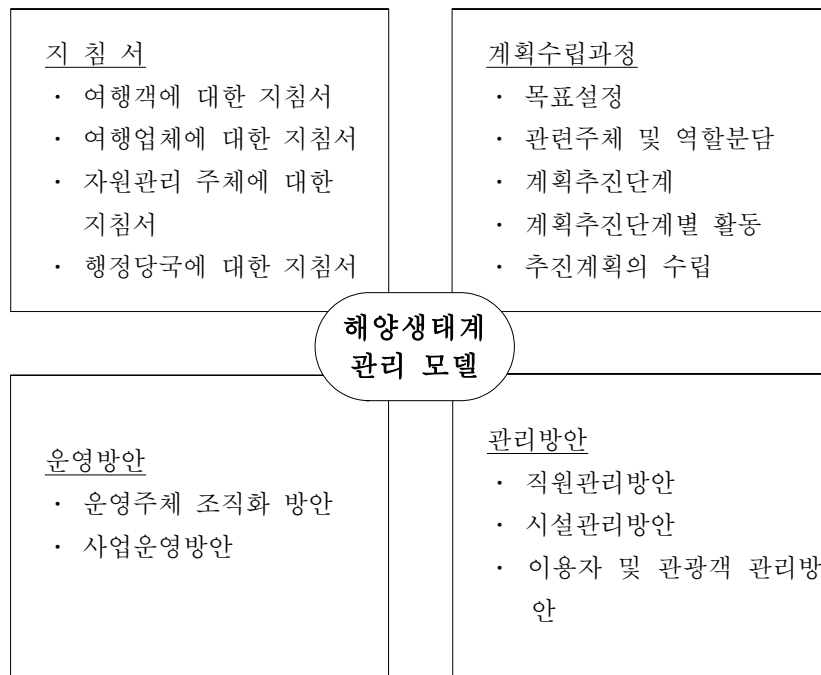 지 침 서
· 여행객에 대한 지침서
· 여행업체에 대한 지침서
· 자원관리 주체에 대한
지침서
· 행정당국에 대한 지침서
계획수립과정
· 목표설정
· 관련주체 및 역할분담
· 계획추진단계
· 계획추진단계별 활동
· 추진계획의 수립
해양생태계
관리 모델
운영방안
· 운영주체 조직화 방안
· 사업운영방안
관리방안
· 직원관리방안
· 시설관리방안
· 이용자 및 관광객 관리방
안